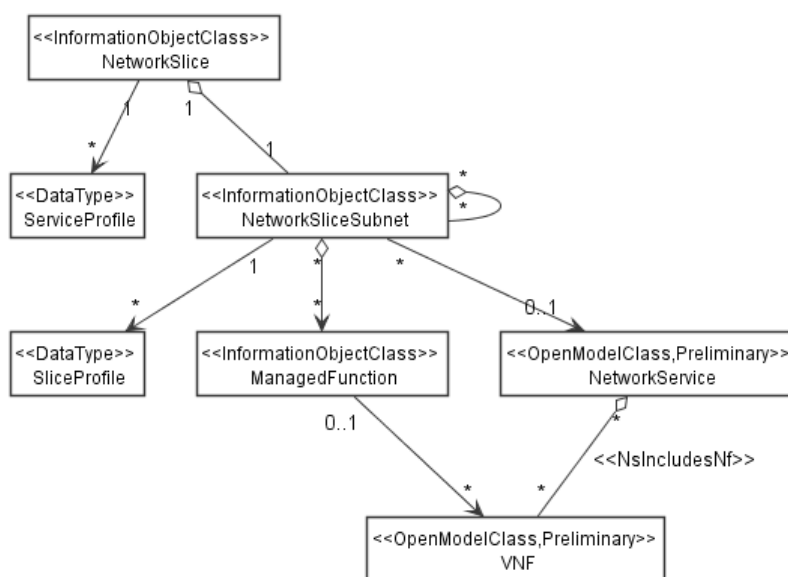 <<InformationObjectClass>>
NetworkSlice
1
1
*
1
<<DataType>>
ServiceProfile
<<InformationObjectClass>>
NetworkSliceSubnet
*
*
1
*
*
*
*
0..1
<<DataType>>
SliceProfile
<<InformationObjectClass>>
ManagedFunction
<<OpenModelClass,Preliminary>>
NetworkService
0..1
*
<<NsIncludesNf>>
*
*
<<OpenModelClass,Preliminary>>
VNF